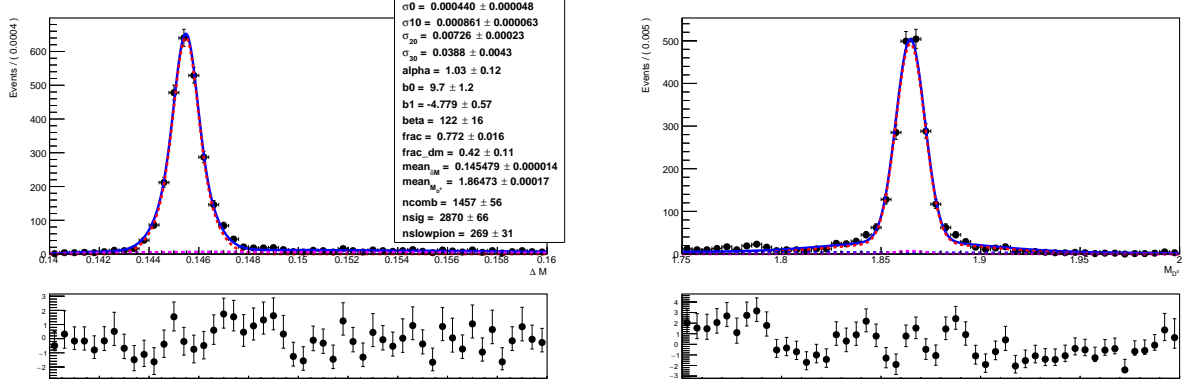 Events / ( 0.0004 )
600
500
400
300
200
100
0.14 0.142 0.144 0.146 0.148 0.15 0.152 0.154 0.156 0.158 0.16
Δ M
σ0 = 0.000440 ± 0.000048
σ10 = 0.000861 ± 0.000063
σ20 = 0.00726 ± 0.00023
σ30 = 0.0388 ± 0.0043
alpha = 1.03 ± 0.12
b0 = 9.7 ± 1.2
b1 = -4.779 ± 0.57
beta = 122 ± 16
frac = 0.772 ± 0.016
frac_dm = 0.42 ± 0.11
mean_δM = 0.145479 ± 0.000014
mean_M_D⁰ = 1.86473 ± 0.00017
ncomb = 1457 ± 56
nsig = 2870 ± 66
nslowpion = 269 ± 31
3
2
1
0
−1
−2
Events / ( 0.005 )
500
400
300
200
100
0
1.75 1.8 1.85 1.9 1.95 2
M_D⁰
4
3
2
1
0
−1
−2
−3